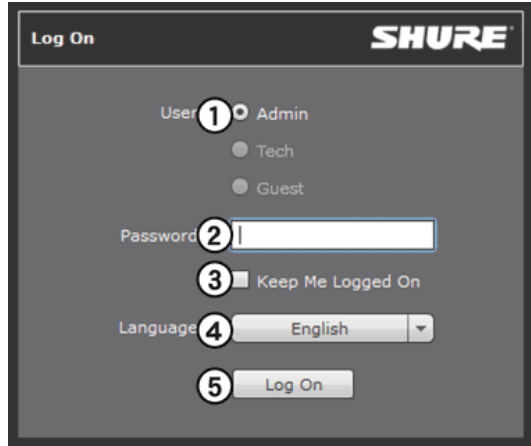 Log On
SHURE
User 1 Admin
Tech
Guest
Password 2
3 Keep Me Logged On
Language 4 English
5 Log On